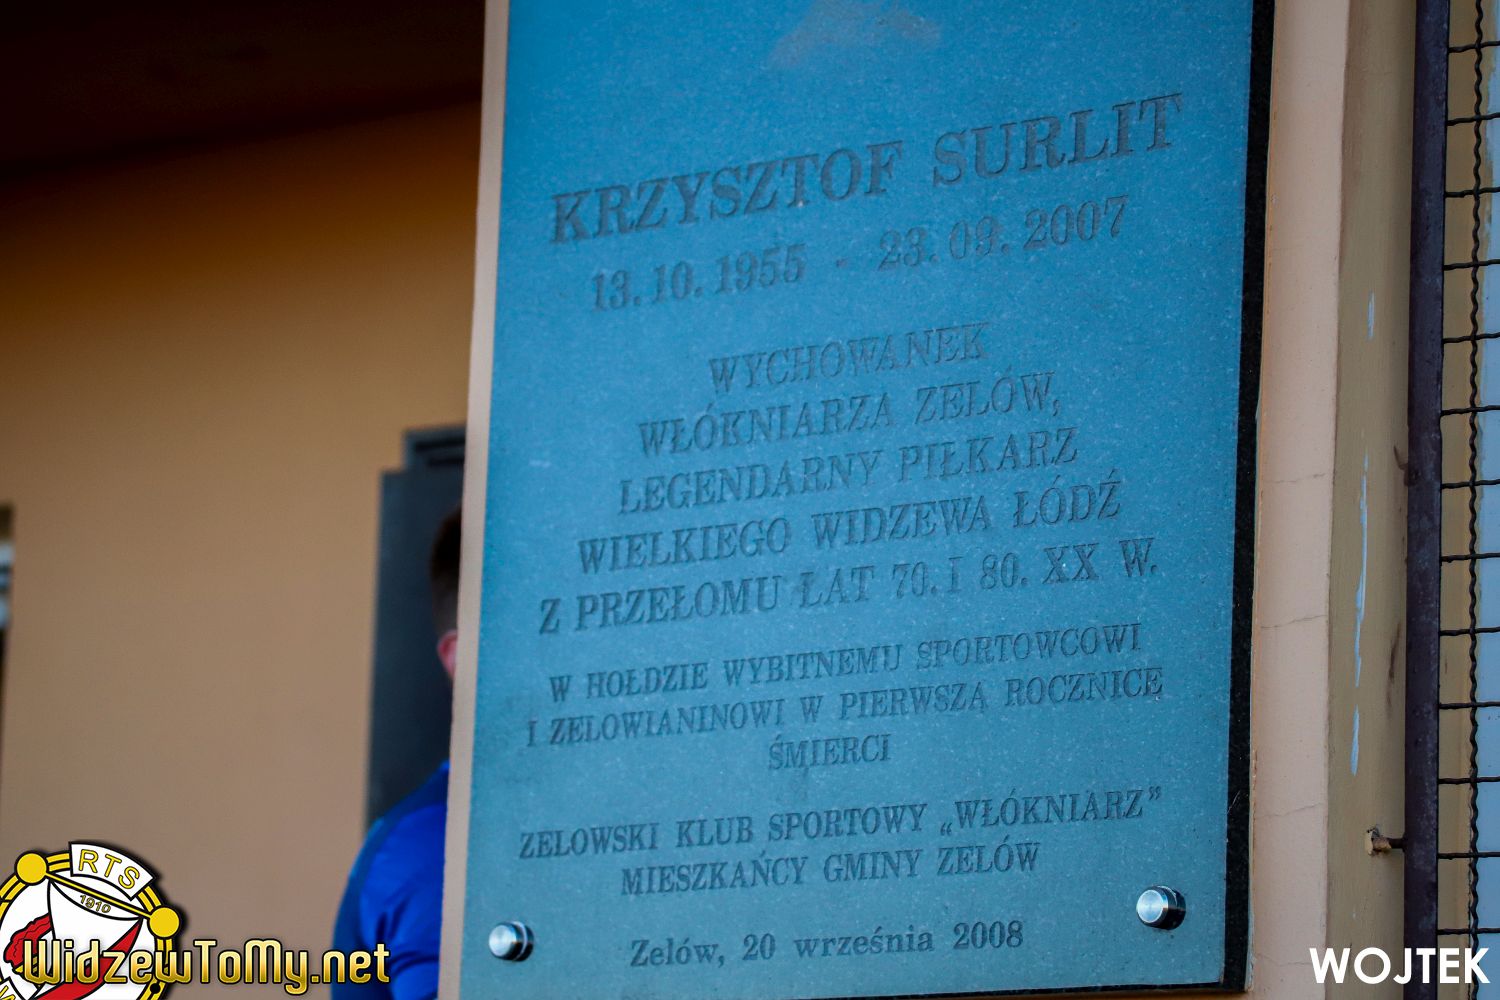 KRZYSZTOF SURLIT
13.10.1955 - 23.09.2007
WYCHOWANEK
WŁÓKNIARZA ZELÓW,
LEGENDARNY PIŁKARZ
WIELKIEGO WIDZEWA ŁÓDŹ
Z PRZEŁOMU LAT 70. I 80. XX W.
W HOŁDZIE WYBITNEMU SPORTOWCOWI
I ZELOWIANINOWI W PIERWSZĄ ROCZNICĘ
ŚMIERCI
ZELOWSKI KLUB SPORTOWY „WŁÓKNIARZ”
MIESZKAŃCY GMINY ZELÓW
Zelów, 20 września 2008
RTS
1910
WidzewToMy.net
WOJTEK